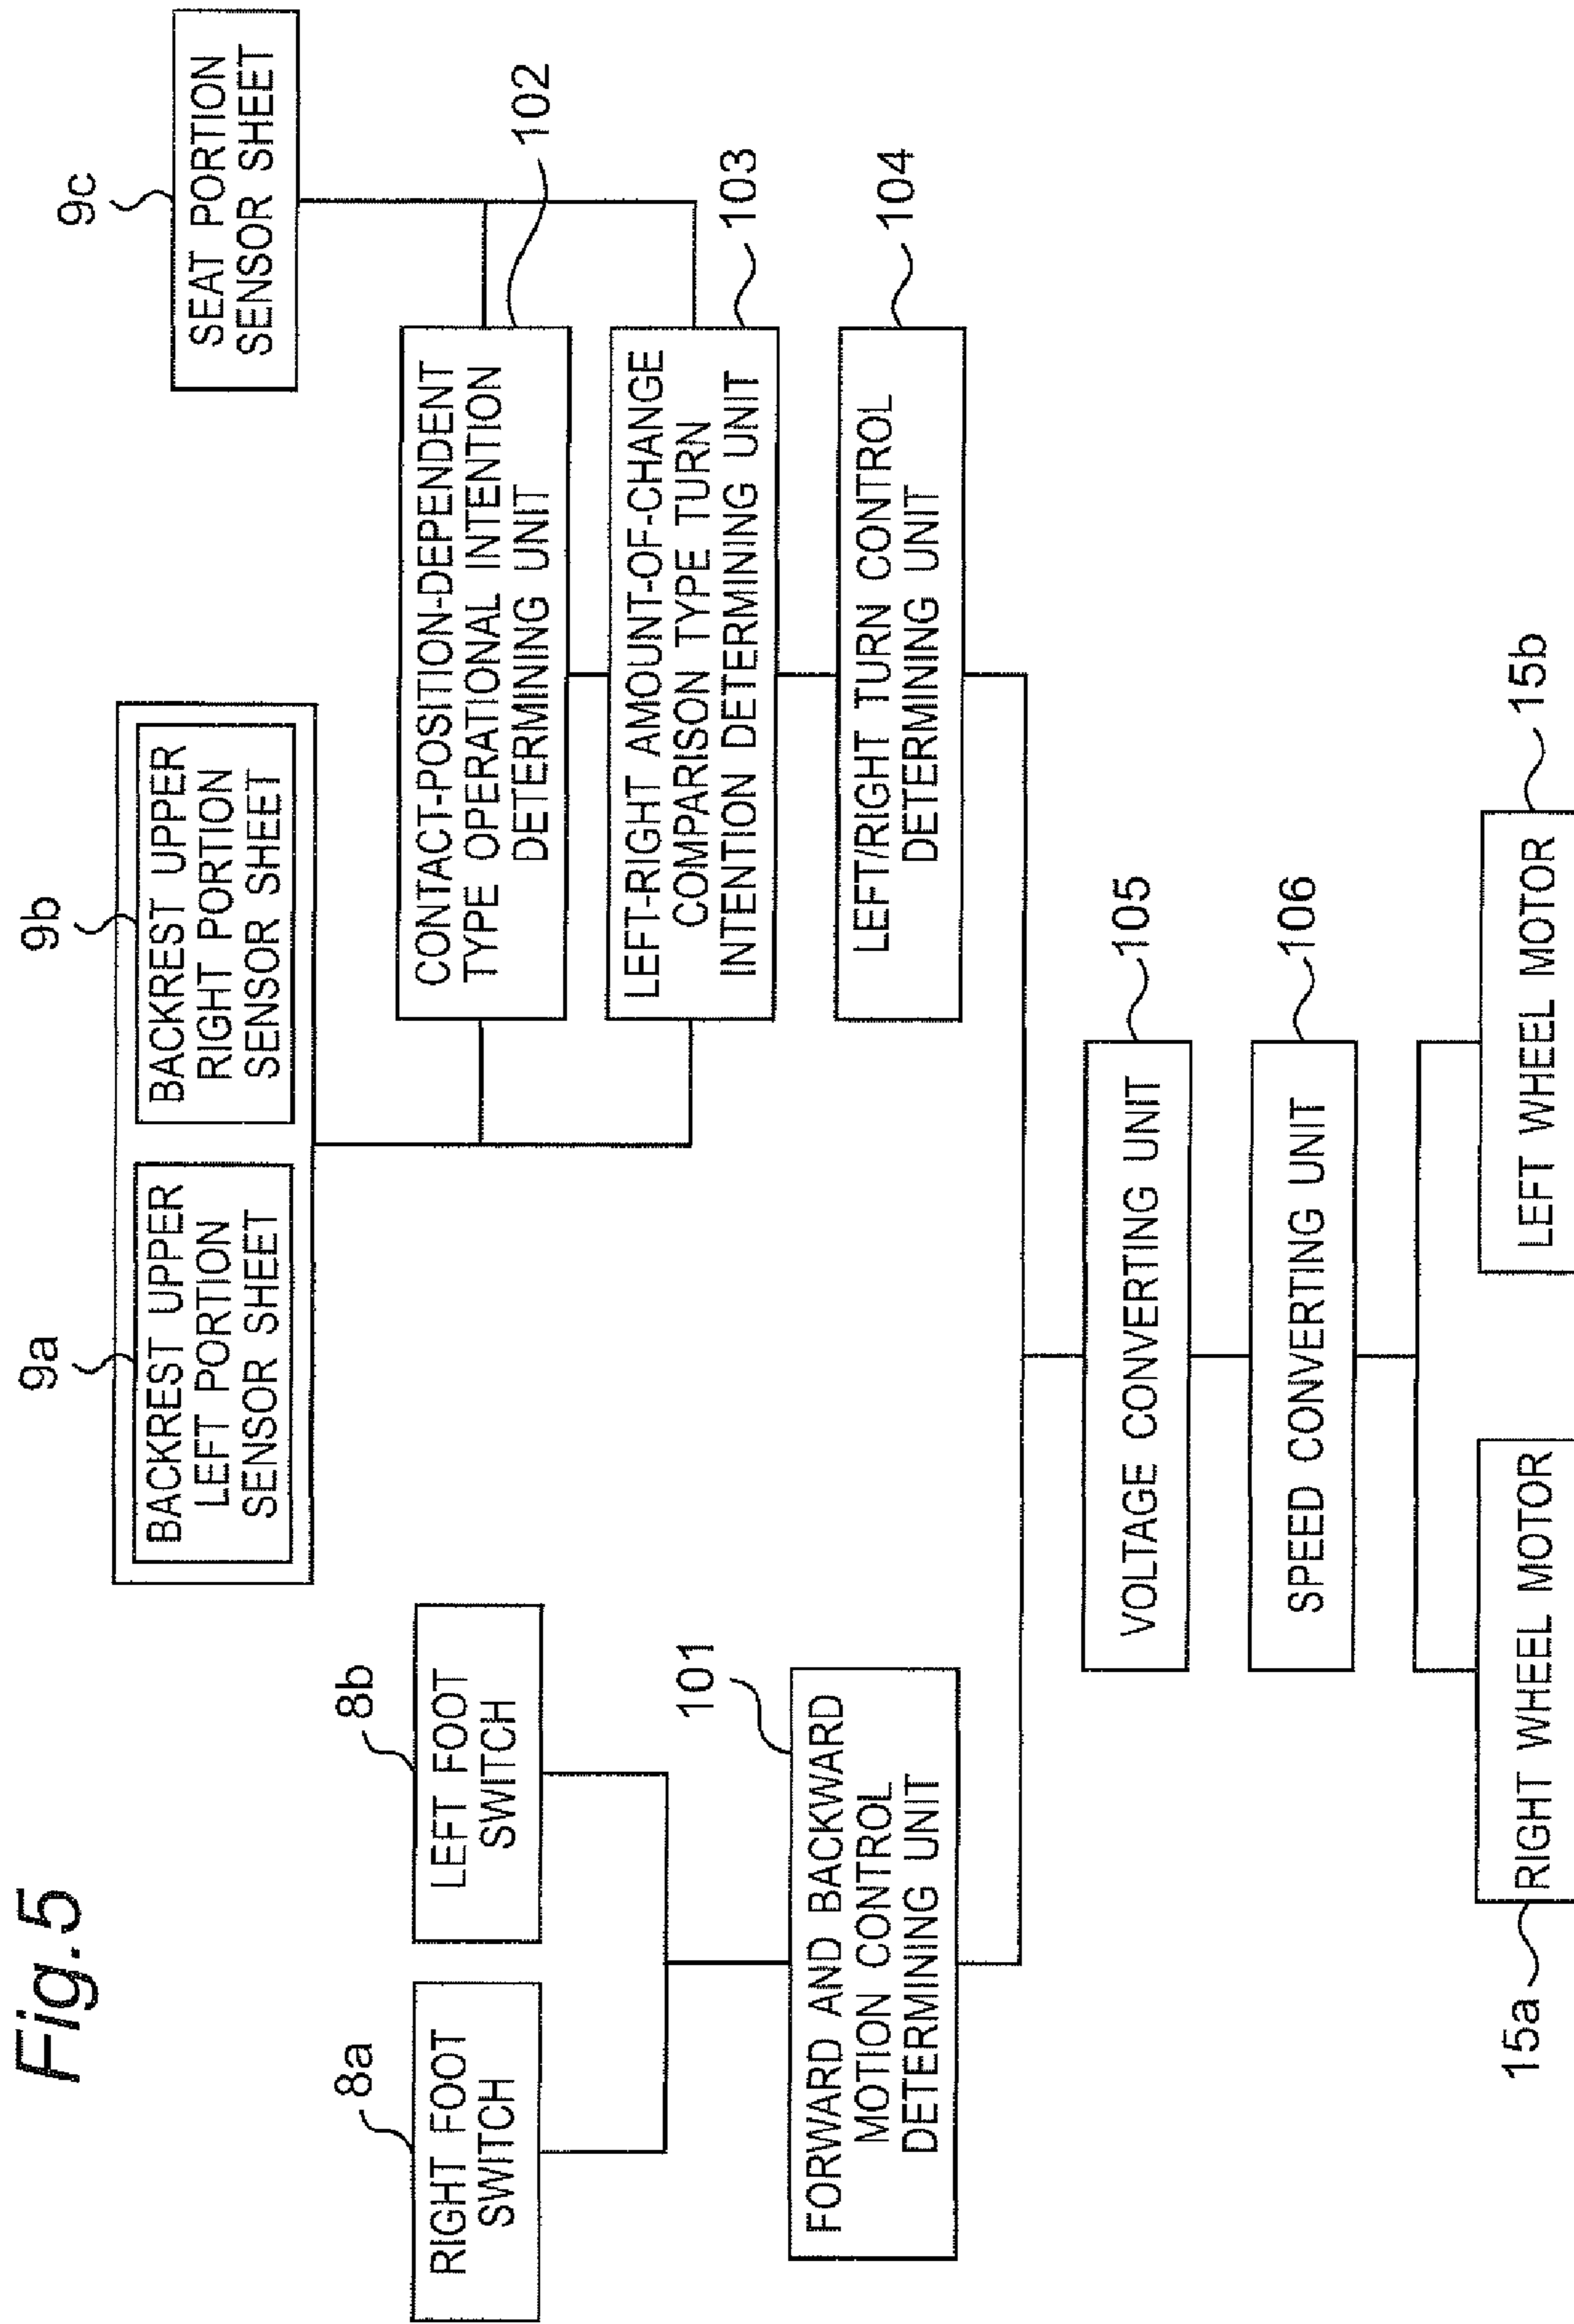 Fig.5
9a
9b
9c
BACKREST UPPER
LEFT PORTION
SENSOR SHEET
BACKREST UPPER
RIGHT PORTION
SENSOR SHEET
SEAT PORTION
SENSOR SHEET
8a
8b
RIGHT FOOT
SWITCH
LEFT FOOT
SWITCH
CONTACT-POSITION-DEPENDENT
TYPE OPERATIONAL INTENTION
DETERMINING UNIT
102
LEFT-RIGHT AMOUNT-OF-CHANGE
COMPARISON TYPE TURN
INTENTION DETERMINING UNIT
103
101
FORWARD AND BACKWARD
MOTION CONTROL
DETERMINING UNIT
LEFT/RIGHT TURN CONTROL
DETERMINING UNIT
104
VOLTAGE CONVERTING UNIT
105
SPEED CONVERTING UNIT
106
15a
RIGHT WHEEL MOTOR
LEFT WHEEL MOTOR
15b